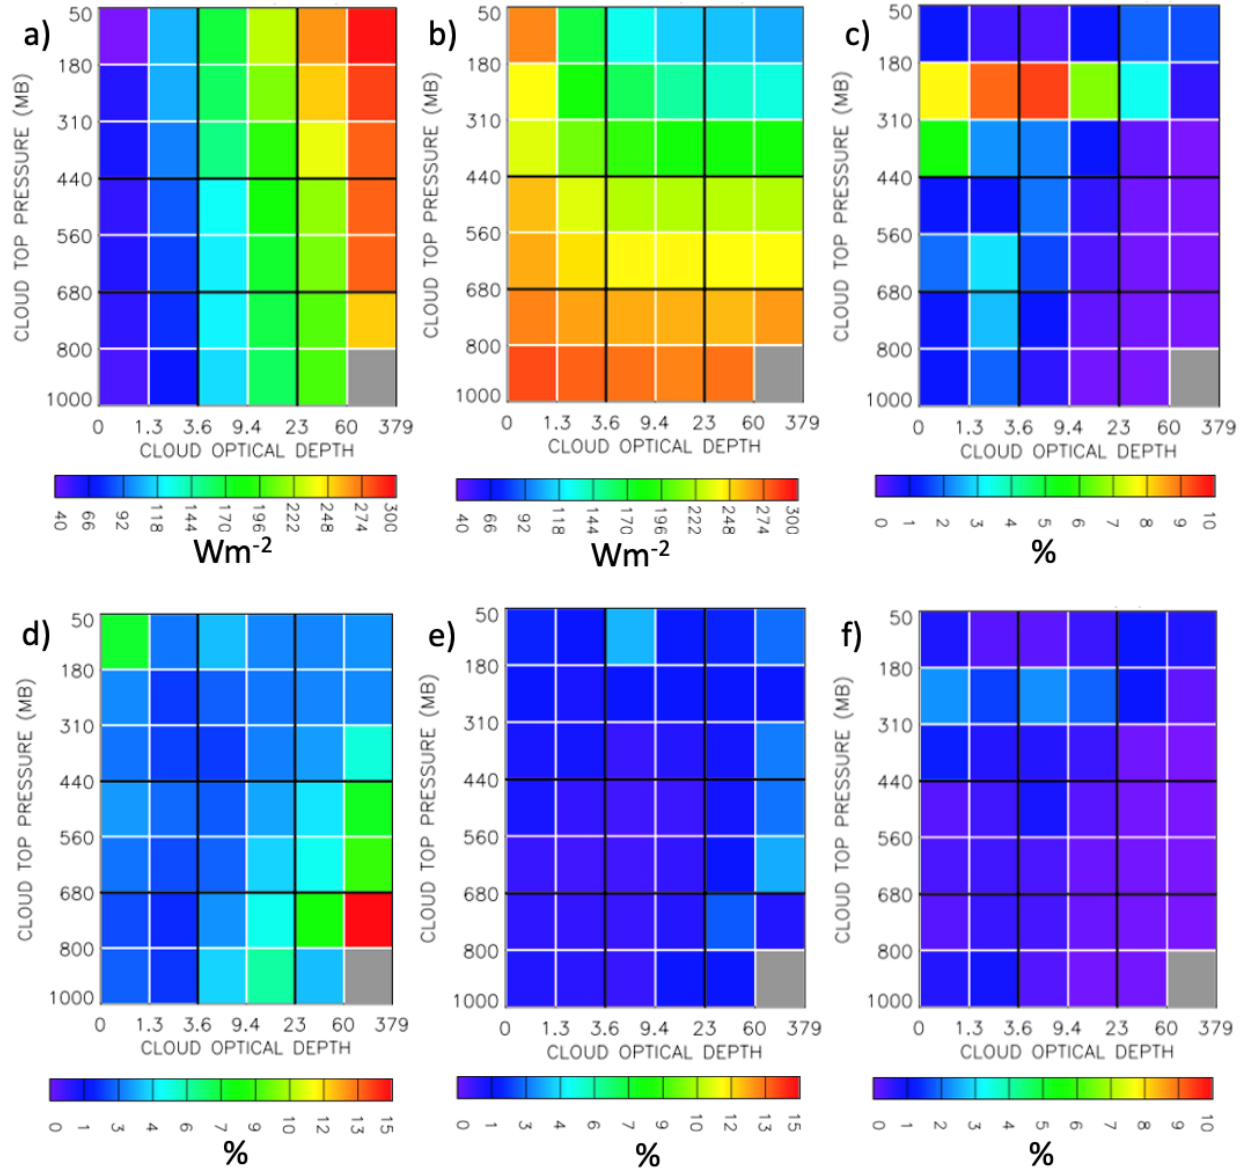 a)
CLOUD TOP PRESSURE (MB)
50
180
310
440
560
680
800
1000
0 1.3 3.6 9.4 23 60 379
CLOUD OPTICAL DEPTH
40 66 92 118 144 170 196 222 248 274 300
Wm-2
b)
CLOUD TOP PRESSURE (MB)
50
180
310
440
560
680
800
1000
0 1.3 3.6 9.4 23 60 379
CLOUD OPTICAL DEPTH
40 66 92 118 144 170 196 222 248 274 300
Wm-2
c)
CLOUD TOP PRESSURE (MB)
50
180
310
440
560
680
800
1000
0 1.3 3.6 9.4 23 60 379
CLOUD OPTICAL DEPTH
0 1 2 3 4 5 6 7 8 9 10
%
d)
CLOUD TOP PRESSURE (MB)
50
180
310
440
560
680
800
1000
0 1.3 3.6 9.4 23 60 379
CLOUD OPTICAL DEPTH
0 1 3 4 6 7 9 10 12 13 15
%
e)
CLOUD TOP PRESSURE (MB)
50
180
310
440
560
680
800
1000
0 1.3 3.6 9.4 23 60 379
CLOUD OPTICAL DEPTH
0 1 3 4 6 7 9 10 12 13 15
%
f)
CLOUD TOP PRESSURE (MB)
50
180
310
440
560
680
800
1000
0 1.3 3.6 9.4 23 60 379
CLOUD OPTICAL DEPTH
0 1 2 3 4 5 6 7 8 9 10
%